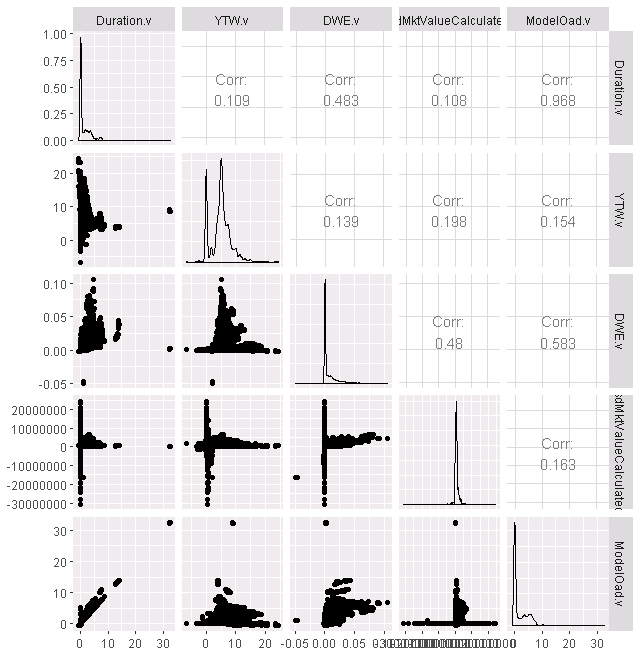 Duration.v YTW.v DWE.v dMktValueCalculate ModelOad.v
1.00
0.75
0.50
0.25
0.00
Corr:
0.109
Corr:
0.483
Corr:
0.108
Corr:
0.968
Duration.v
20
10
0
Corr:
0.139
Corr:
0.198
Corr:
0.154
YTW.v
0.10
0.05
0.00
-0.05
Corr:
0.48
Corr:
0.583
DWE.v
20000000
10000000
0
-10000000
-20000000
-30000000
Corr:
0.163
dMktValueCalculated
30
20
10
0
ModelOad.v
0 10 20 30 0 10 20 -0.05 0.00 0.05 0.10 0 10 20 30